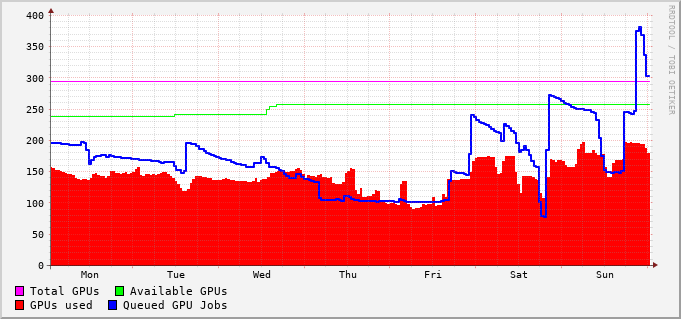 400
350
300
250
200
150
100
50
0
Mon Tue Wed Thu Fri Sat Sun
RRDTOOL / TOBI OETIKER
Total GPUs Available GPUs
GPUs used Queued GPU Jobs